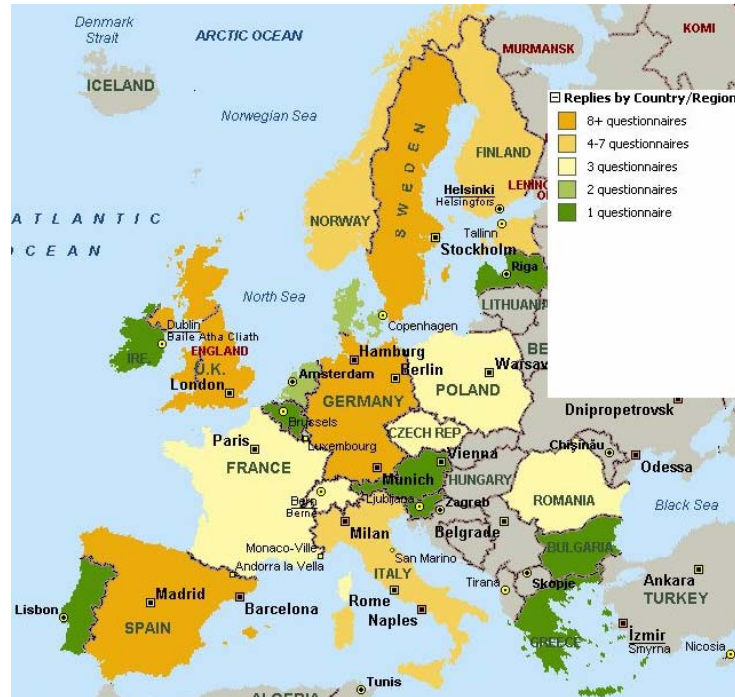 Denmark
Strait
ARCTIC OCEAN
MURMANSK
KOMI
ICELAND
Norwegian Sea
Replies by Country/Region
8+ questionnaires
4-7 questionnaires
3 questionnaires
2 questionnaires
1 questionnaire
FINLAND
SWEDEN
Helsinki
Helsingfors
NORWAY
Tallinn
ATLANTIC
OCEAN
Stockholm
Riga
North Sea
LITHUANIA
Dublin
Baile Atha Cliath
Copenhagen
IRE.
ENGLAND
U.K.
Hamburg
Berlin
Warsaw
Amsterdam
POLAND
London
GERMANY
Brussels
Dnipropetrovsk
Luxembourg
CZECH REP
Paris
Vienna
Chişinău
FRANCE
Munich
Odessa
HUNGARY
Bern
Berne
Ljubljana
Zagreb
ROMANIA
Milan
Belgrade
Black Sea
Monaco-Ville
San Marino
BULGARIA
Andorra la Vella
ITALY
Skopje
Tirana
Ankara
Madrid
Rome
TURKEY
Lisbon
Barcelona
Naples
SPAIN
GREECE
İzmir
Smyrna
Nicosia
Tunis
ALGERIA